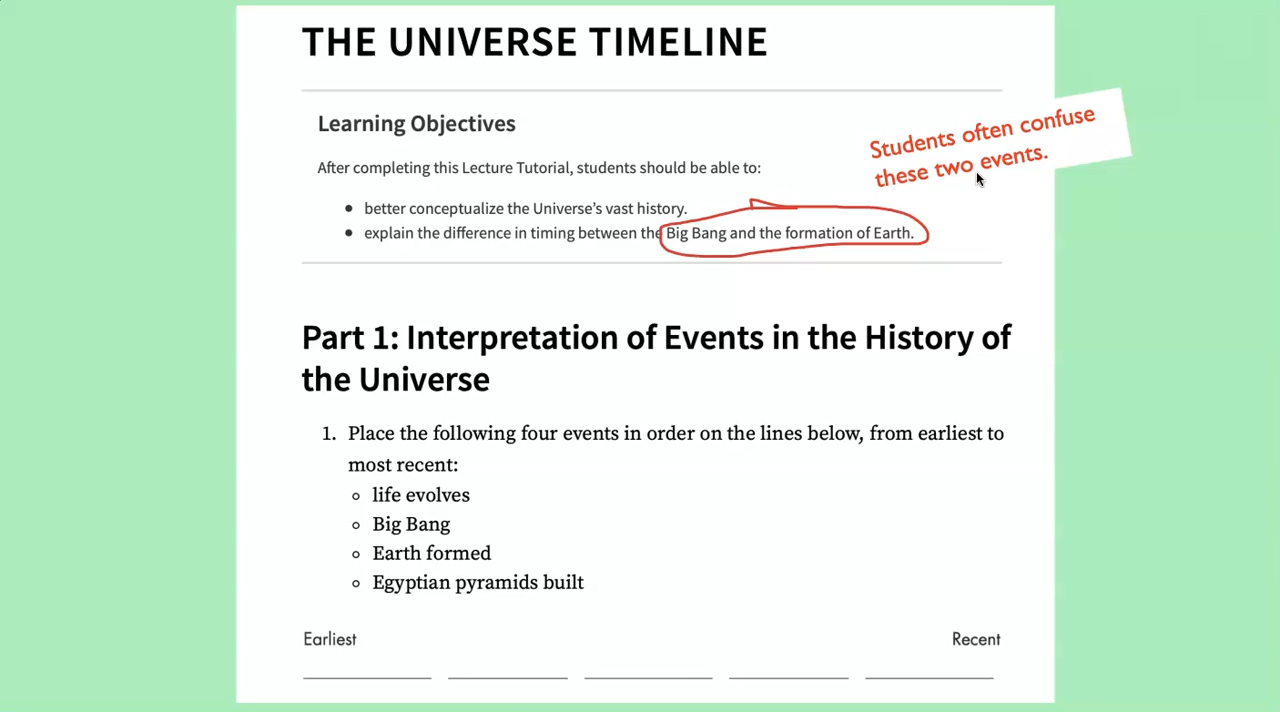 THE UNIVERSE TIMELINE
Learning Objectives
After completing this Lecture Tutorial, students should be able to:
• better conceptualize the Universe’s vast history.
• explain the difference in timing between the Big Bang and the formation of Earth.
Students often confuse
these two events.
Part 1: Interpretation of Events in the History of
the Universe
1. Place the following four events in order on the lines below, from earliest to
most recent:
◦ life evolves
◦ Big Bang
◦ Earth formed
◦ Egyptian pyramids built
Earliest Recent